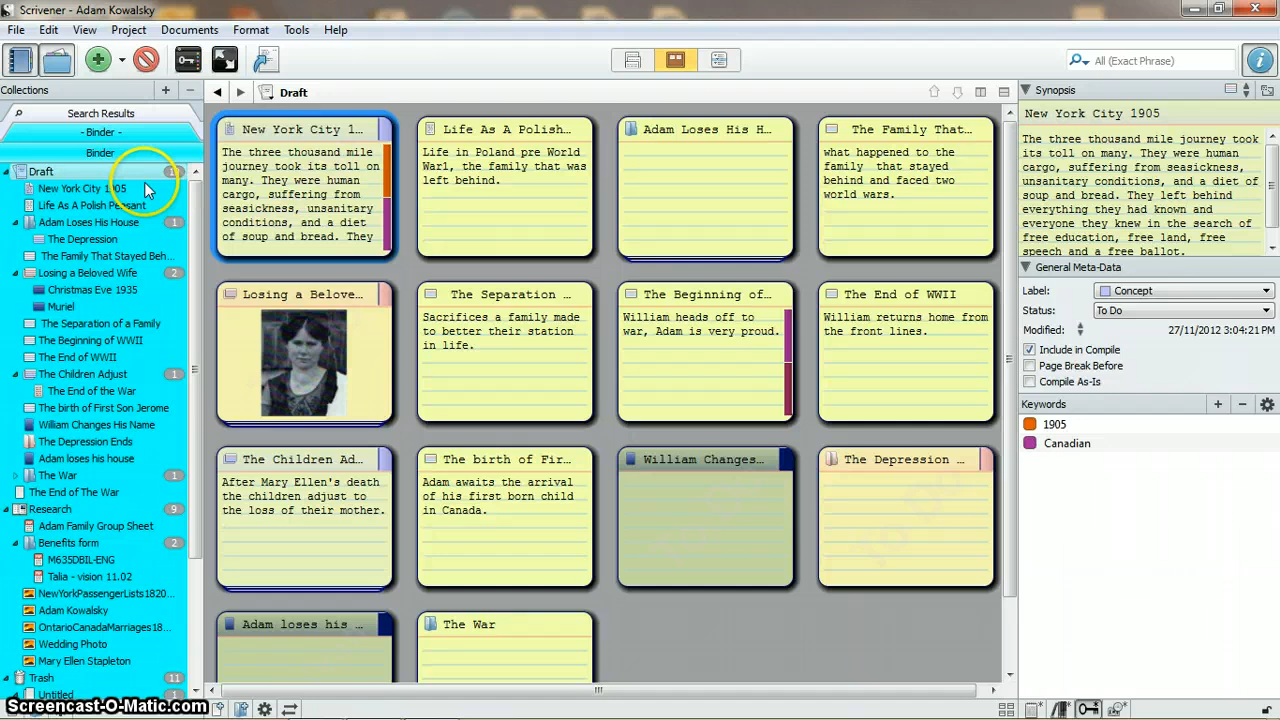 Scrivener - Adam Kowalsky
File Edit View Project Documents Format Tools Help
All (Exact Phrase)
Collections
Search Results
- Binder -
Binder
Draft
New York City 1905
Life As A Polish Peasant
Adam Loses His House 1
The Depression
The Family That Stayed Beh...
Losing a Beloved Wife 2
Christmas Eve 1935
Muriel
The Separation of a Family
The Beginning of WWII
The End of WWII
The Children Adjust 1
The End of the War
The birth of First Son Jerome
William Changes His Name
The Depression Ends
Adam loses his house
The War 1
The End of The War
Research 9
Adam Family Group Sheet
Benefits form 2
M635DBIL-ENG
Talia - vision 11.02
NewYorkPassengerLists1820...
Adam Kowalsky
OntarioCanadaMarriages18...
Wedding Photo
Mary Ellen Stapleton
Trash 11
Untitled 1
Draft
New York City 1...
The three thousand mile
journey took its toll on
many. They were human
cargo, suffering from
seasickness, unsanitary
conditions, and a diet
of soup and bread. They
Life As A Polish...
Life in Poland pre World
War1, the family that was
left behind.
Adam Loses His H...
The Family That...
what happened to the
family that stayed
behind and faced two
world wars.
Losing a Belove...
The Separation ...
Sacrifices a family made
to better their station
in life.
The Beginning of...
William heads off to
war, Adam is very proud.
The End of WWII
William returns home from
the front lines.
The Children Ad...
After Mary Ellen's death
the children adjust to
the loss of their mother.
The birth of Fir...
Adam awaits the arrival
of his first born child
in Canada.
William Changes...
The Depression ...
Adam loses his ...
The War
Synopsis
New York City 1905
The three thousand mile journey took
its toll on many. They were human
cargo, suffering from seasickness,
unsanitary conditions, and a diet of
soup and bread. They left behind
everything they had known and
everyone they knew in the search of
free education, free land, free
speech and a free ballot.
General Meta-Data
Label: Concept
Status: To Do
Modified: 27/11/2012 3:04:21 PM
Include in Compile
Page Break Before
Compile As-Is
Keywords
1905
Canadian
Screencast-O-Matic.com